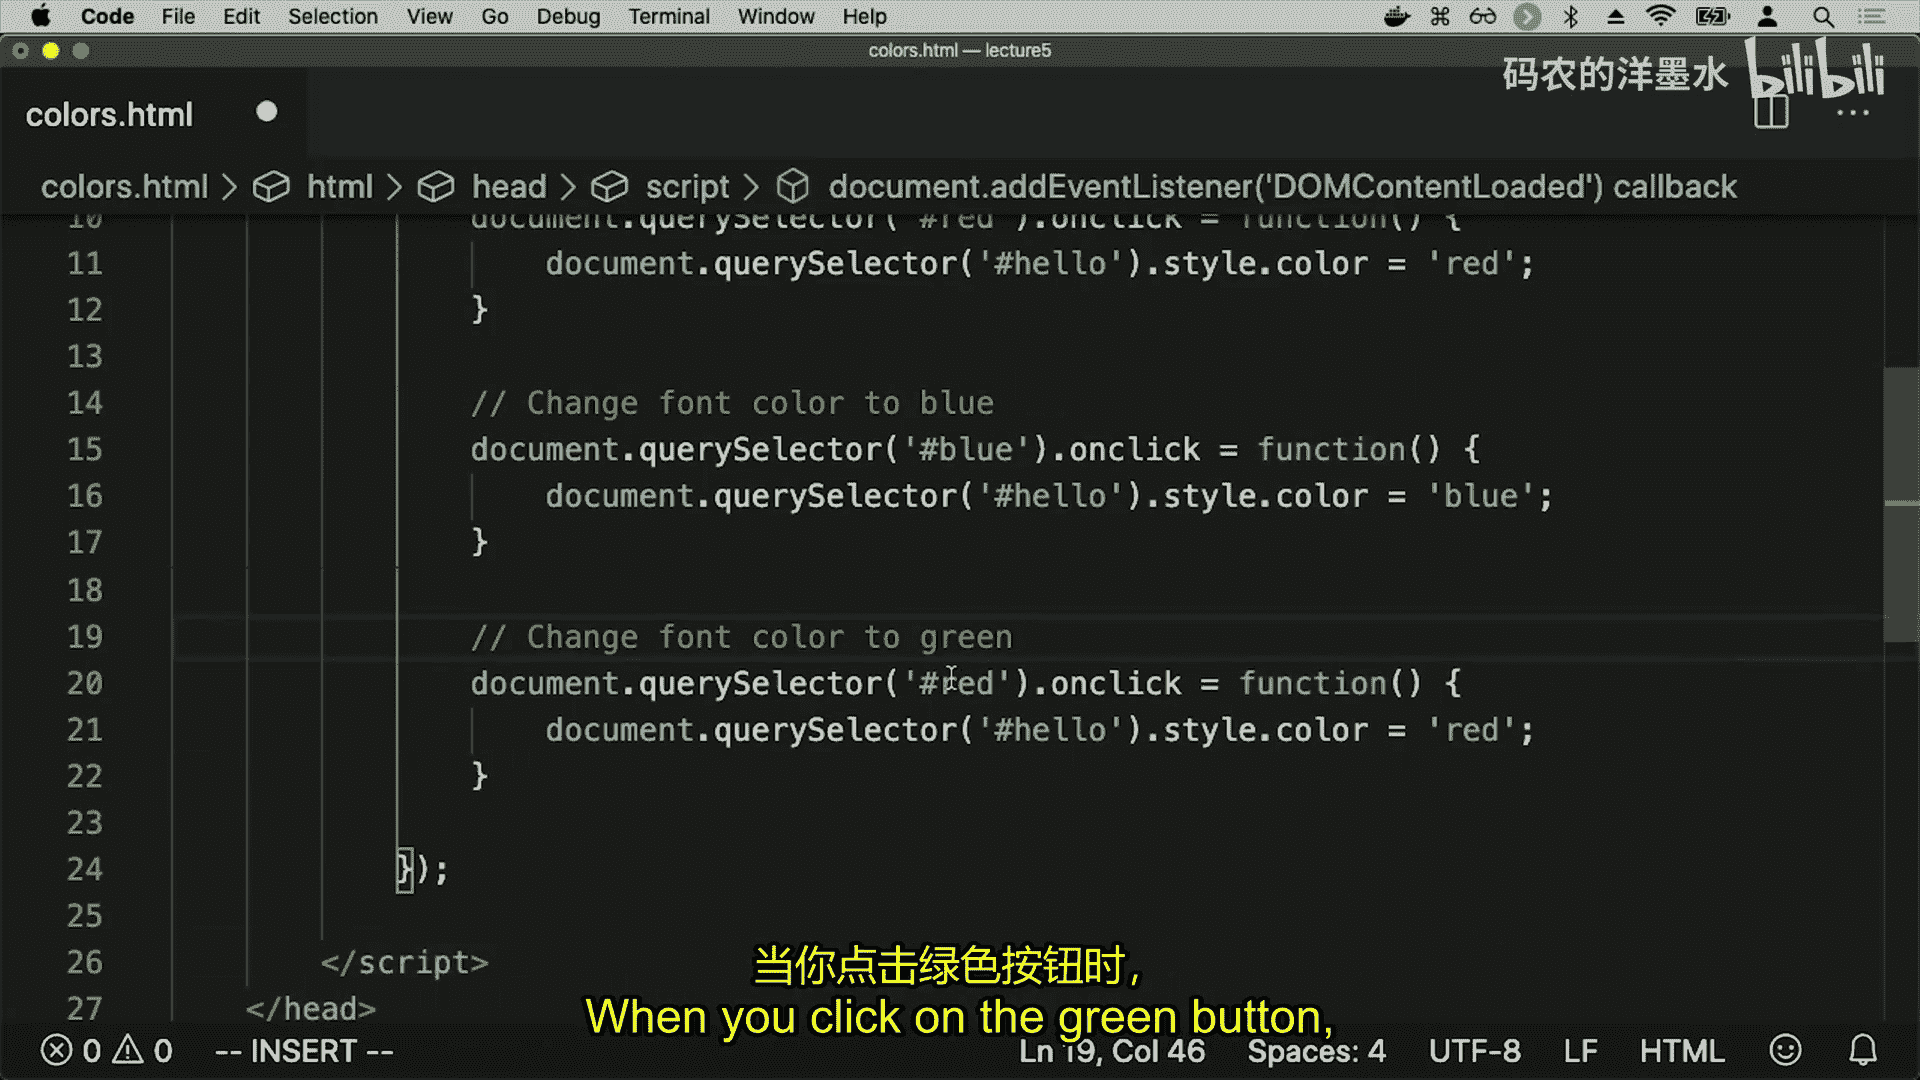 Code File Edit Selection View Go Debug Terminal Window Help
colors.html — lecture5
码农的洋墨水 bilibili
colors.html
colors.html > html > head > script > document.addEventListener('DOMContentLoaded') callback
10 document.querySelector('#red').onclick = function() {
11 document.querySelector('#hello').style.color = 'red';
12 }
13
14 // Change font color to blue
15 document.querySelector('#blue').onclick = function() {
16 document.querySelector('#hello').style.color = 'blue';
17 }
18
19 // Change font color to green
20 document.querySelector('#red').onclick = function() {
21 document.querySelector('#hello').style.color = 'red';
22 }
23
24 });
25
26 </script>
27 </head>
当你点击绿色按钮时，
When you click on the green button,
0 0 -- INSERT -- Ln 19, Col 46 Spaces: 4 UTF-8 LF HTML